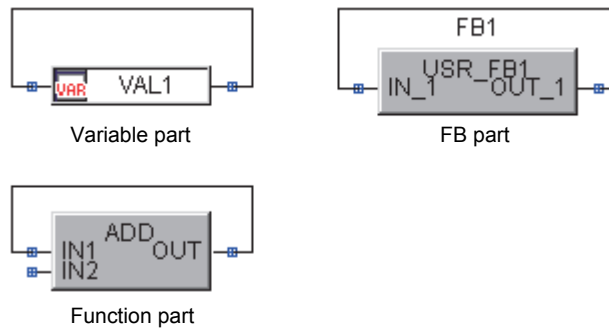 VAR VAL1
Variable part
FB1
USR_FB1
IN_1 OUT_1
FB part
ADD
IN1 OUT
IN2
Function part